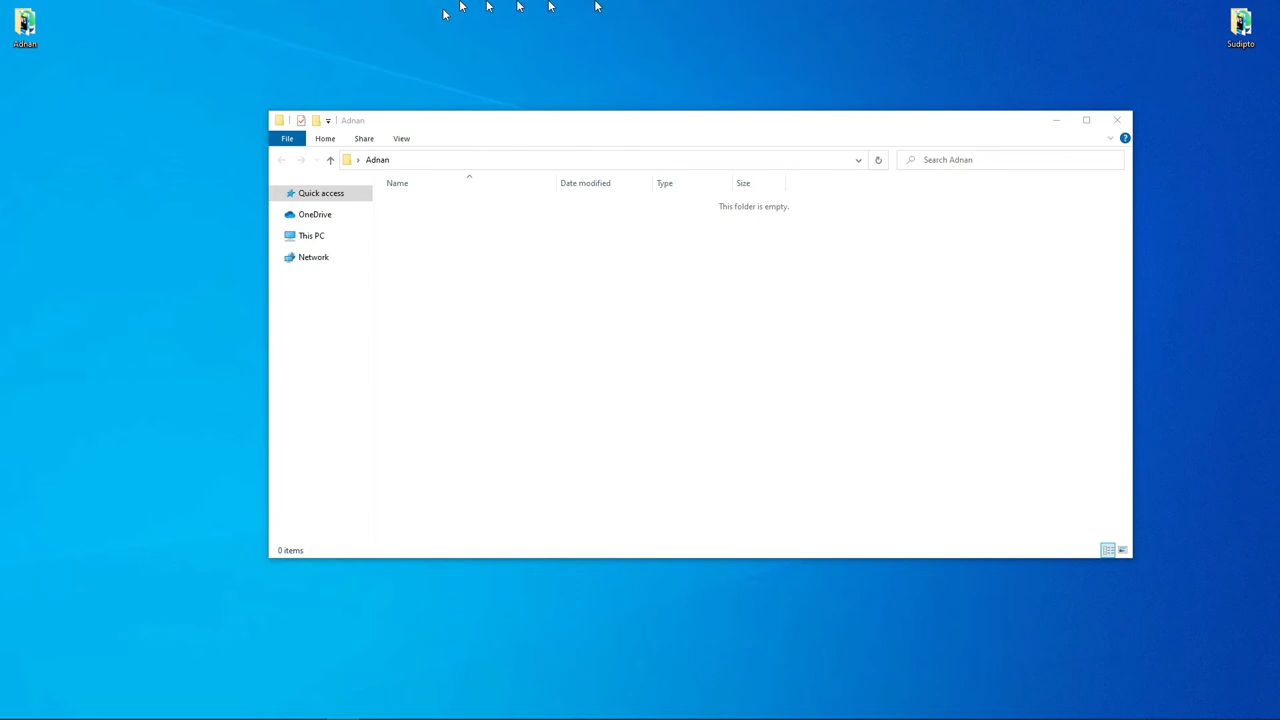 Adnan
Sudipto
Adnan
File Home Share View
Adnan Search Adnan
Name Date modified Type Size
This folder is empty.
Quick access
OneDrive
This PC
Network
0 items